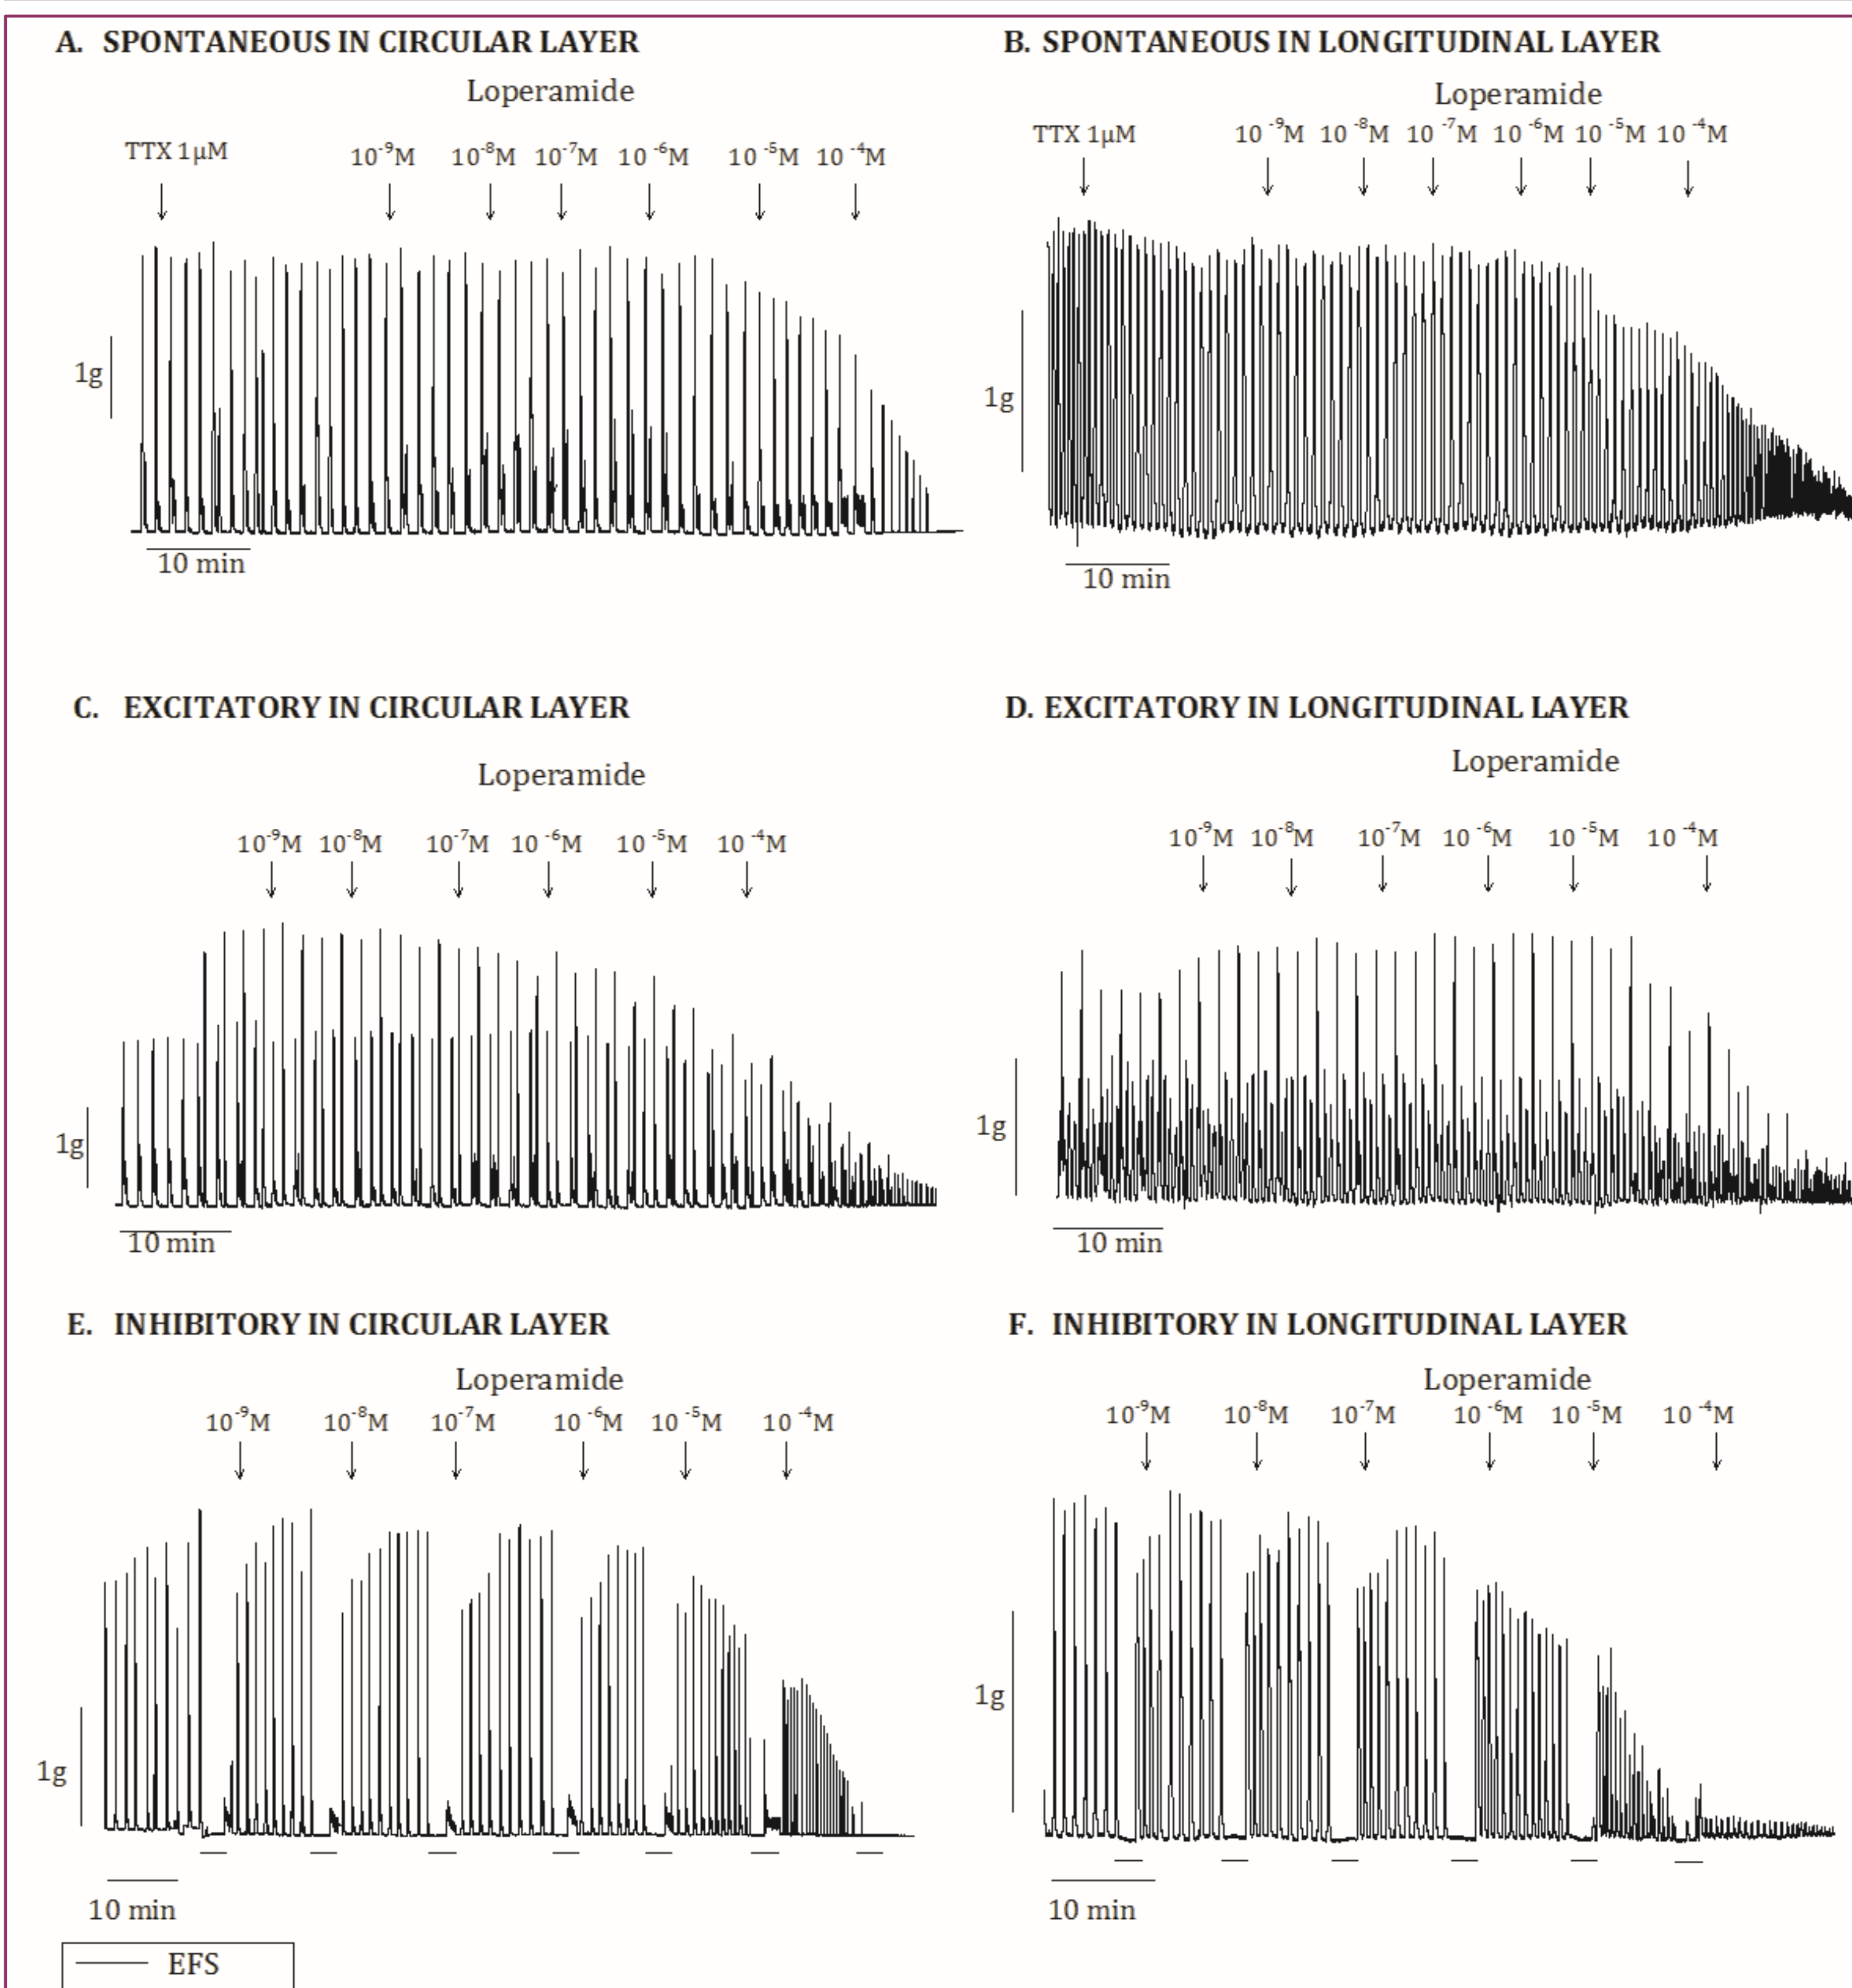 A. SPONTANEOUS IN CIRCULAR LAYER
Loperamide
TTX 1µM 10⁻⁹M 10⁻⁸M 10⁻⁷M 10⁻⁶M 10⁻⁵M 10⁻⁴M
1g
10 min
B. SPONTANEOUS IN LONGITUDINAL LAYER
Loperamide
TTX 1µM 10⁻⁹M 10⁻⁸M 10⁻⁷M 10⁻⁶M 10⁻⁵M 10⁻⁴M
1g
10 min
C. EXCITATORY IN CIRCULAR LAYER
Loperamide
10⁻⁹M 10⁻⁸M 10⁻⁷M 10⁻⁶M 10⁻⁵M 10⁻⁴M
1g
10 min
D. EXCITATORY IN LONGITUDINAL LAYER
Loperamide
10⁻⁹M 10⁻⁸M 10⁻⁷M 10⁻⁶M 10⁻⁵M 10⁻⁴M
1g
10 min
E. INHIBITORY IN CIRCULAR LAYER
Loperamide
10⁻⁹M 10⁻⁸M 10⁻⁷M 10⁻⁶M 10⁻⁵M 10⁻⁴M
1g
10 min
F. INHIBITORY IN LONGITUDINAL LAYER
Loperamide
10⁻⁹M 10⁻⁸M 10⁻⁷M 10⁻⁶M 10⁻⁵M 10⁻⁴M
1g
10 min
EFS